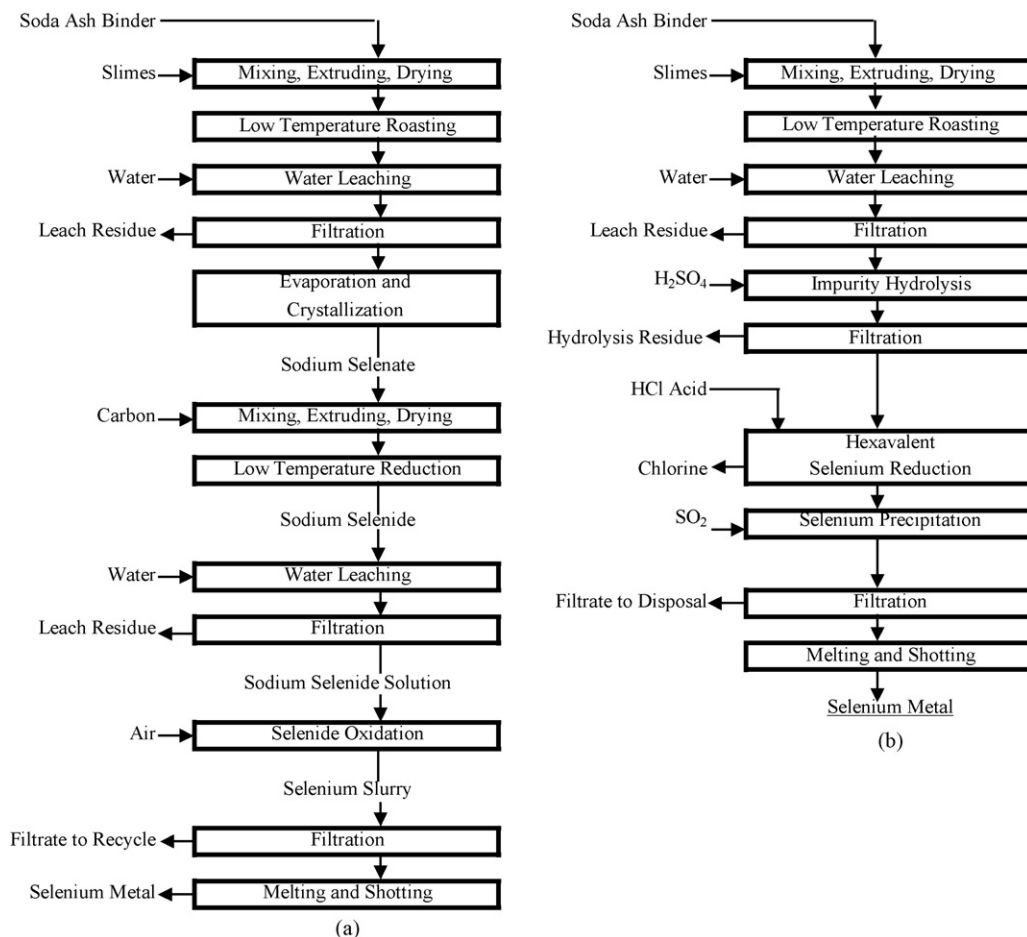 Soda Ash Binder
Slimes
Mixing, Extruding, Drying
Low Temperature Roasting
Water
Water Leaching
Leach Residue
Filtration
Evaporation and
Crystallization
Sodium Selenate
Carbon
Mixing, Extruding, Drying
Low Temperature Reduction
Sodium Selenide
Water
Water Leaching
Leach Residue
Filtration
Sodium Selenide Solution
Air
Selenide Oxidation
Selenium Slurry
Filtrate to Recycle
Filtration
Selenium Metal
Melting and Shotting
(a)
Soda Ash Binder
Slimes
Mixing, Extruding, Drying
Low Temperature Roasting
Water
Water Leaching
Leach Residue
Filtration
H₂SO₄
Impurity Hydrolysis
Hydrolysis Residue
Filtration
HCl Acid
Hexavalent
Selenium Reduction
Chlorine
SO₂
Selenium Precipitation
Filtrate to Disposal
Filtration
Melting and Shotting
Selenium Metal
(b)